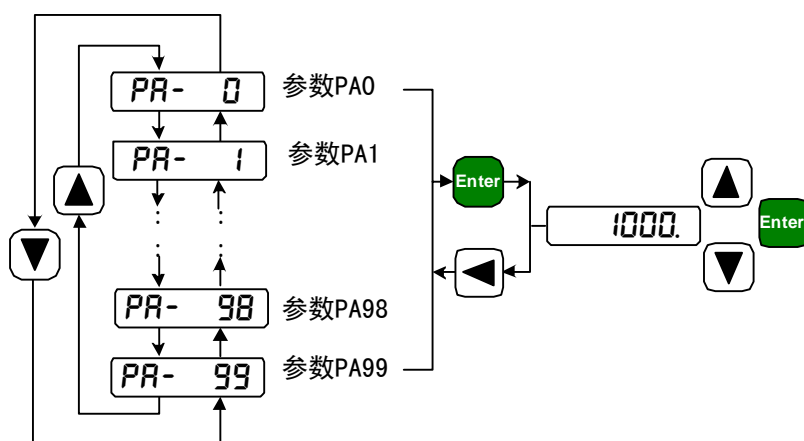 PA- 0 参数PA0
PA- 1 参数PA1
Enter
1000.
Enter
PA- 98 参数PA98
PA- 99 参数PA99